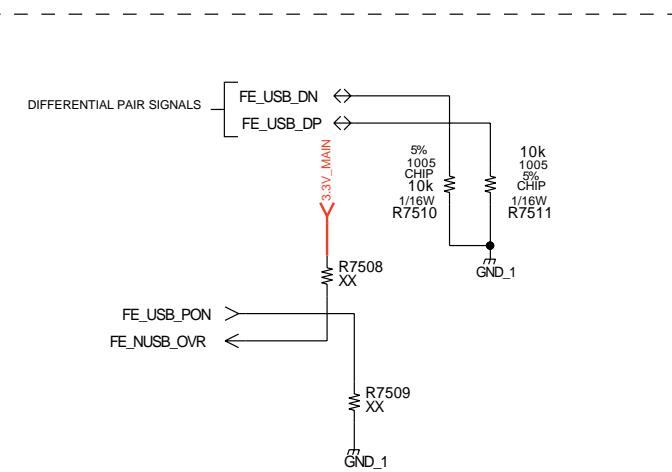 DIFFERENTIAL PAIR SIGNALS
FE_USB_DN
FE_USB_DP
3.3V_MAIN
5%
1005
CHIP
10k
1/16W
R7510
10k
1005
5%
CHIP
1/16W
R7511
GND_1
R7508
XX
FE_USB_PON
FE_NUSB_OVR
R7509
XX
GND_1